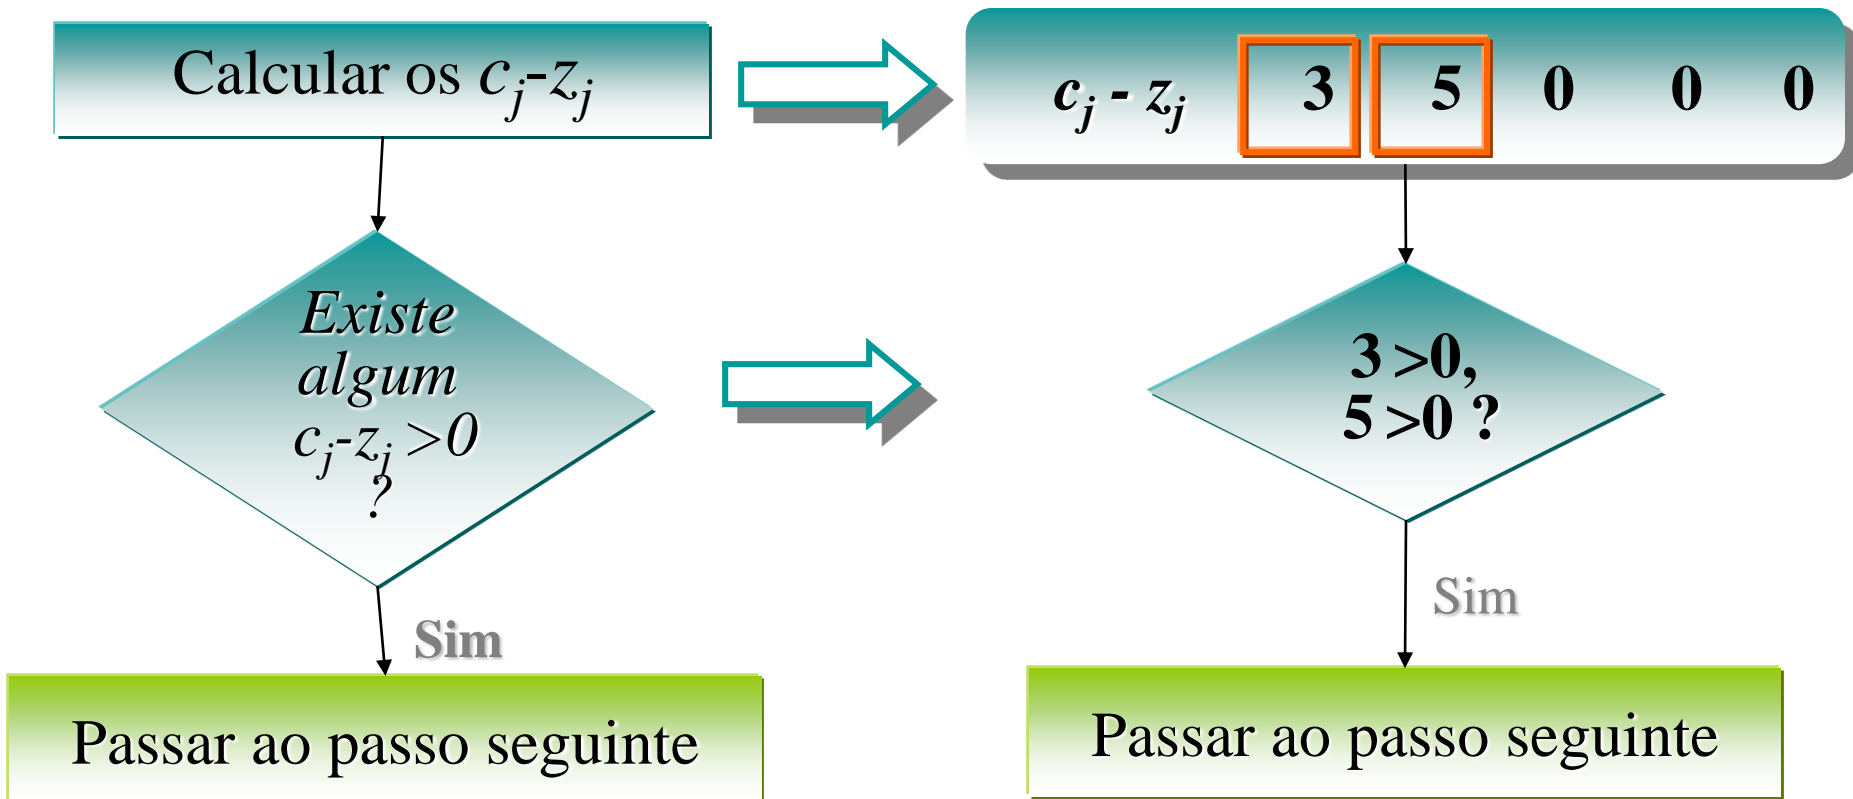 Calcular os cj-zj
cj - zj 3 5 0 0 0
Existe
algum
cj-zj >0
?
3 >0,
5 >0 ?
Sim
Sim
Passar ao passo seguinte
Passar ao passo seguinte